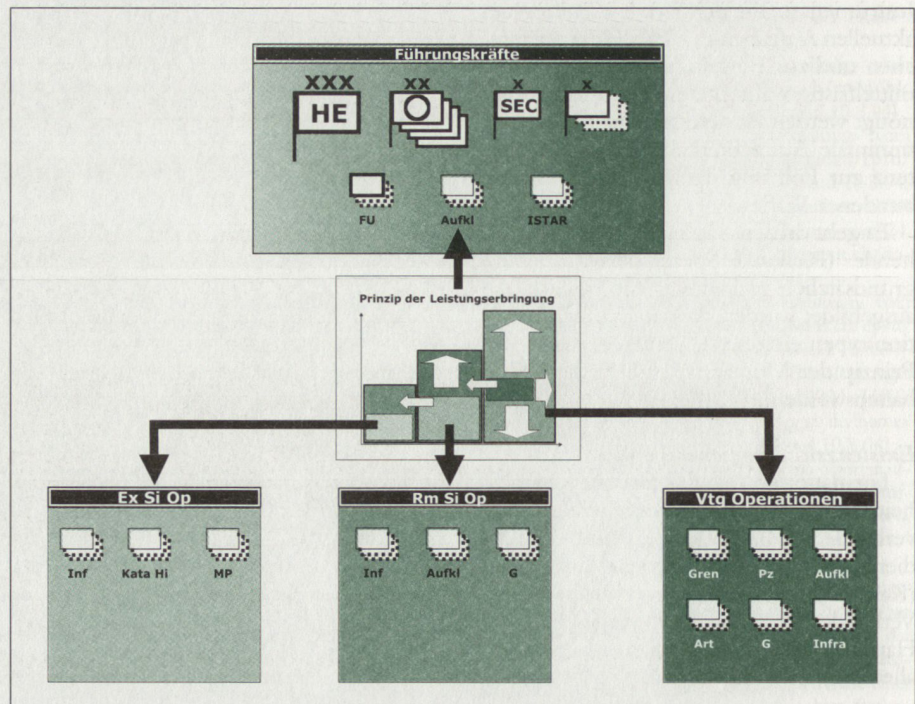 Führungskräfte
XXX XX X X
HE SEC
FU Aufkl ISTAR
Prinzip der Leistungserbringung
Ex Si Op
Inf Kata Hi MP
Rm Si Op
Inf Aufkl G
Vtg Operationen
Gren Pz Aufkl
Art G Infra